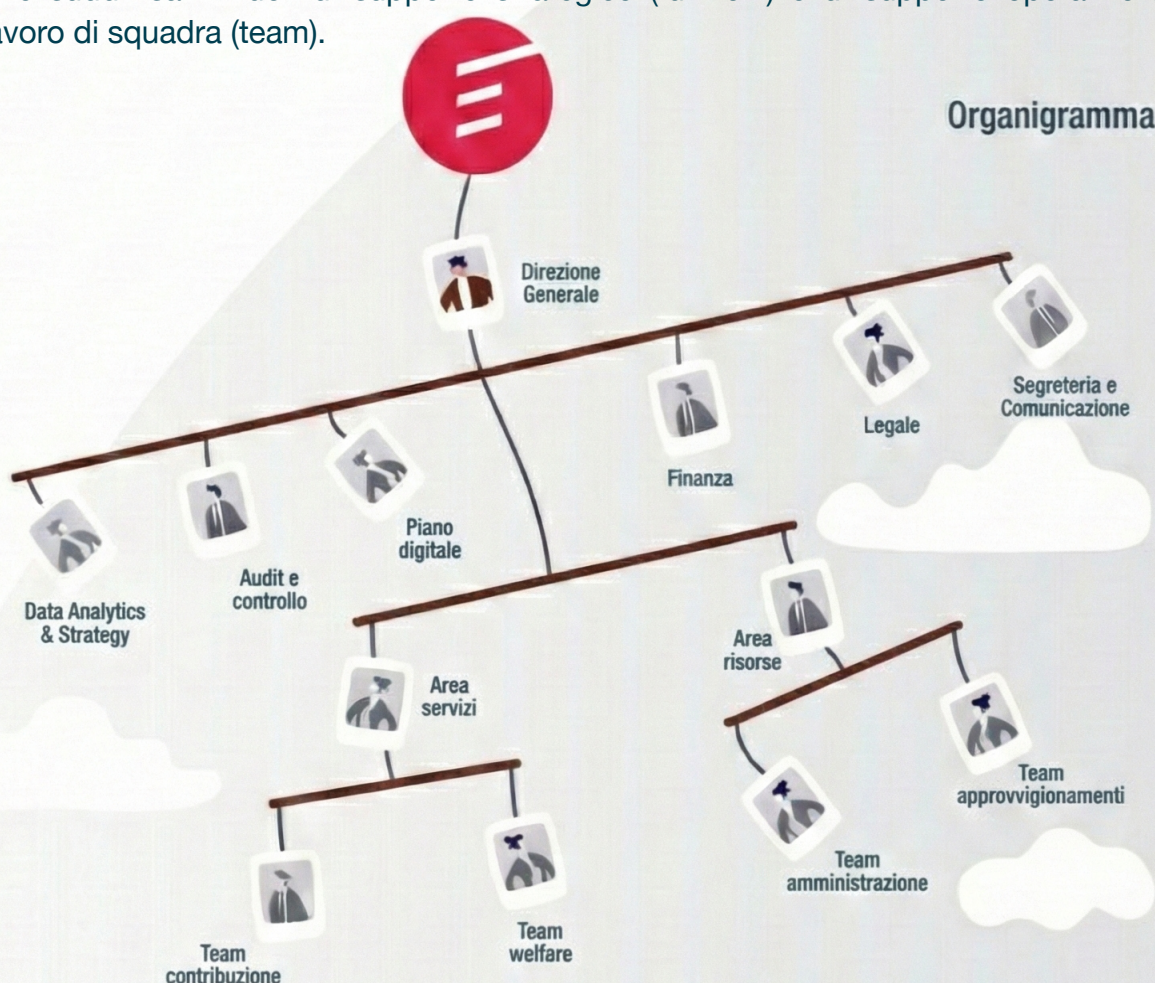 avoro di squadra (team).
Organigramma
Direzione
Generale
Segreteria e
Comunicazione
Legale
Finanza
Piano
digitale
Audit e
controllo
Data Analytics
& Strategy
Area
risorse
Area
servizi
Team
approvvigionamenti
Team
amministrazione
Team
welfare
Team
contribuzione